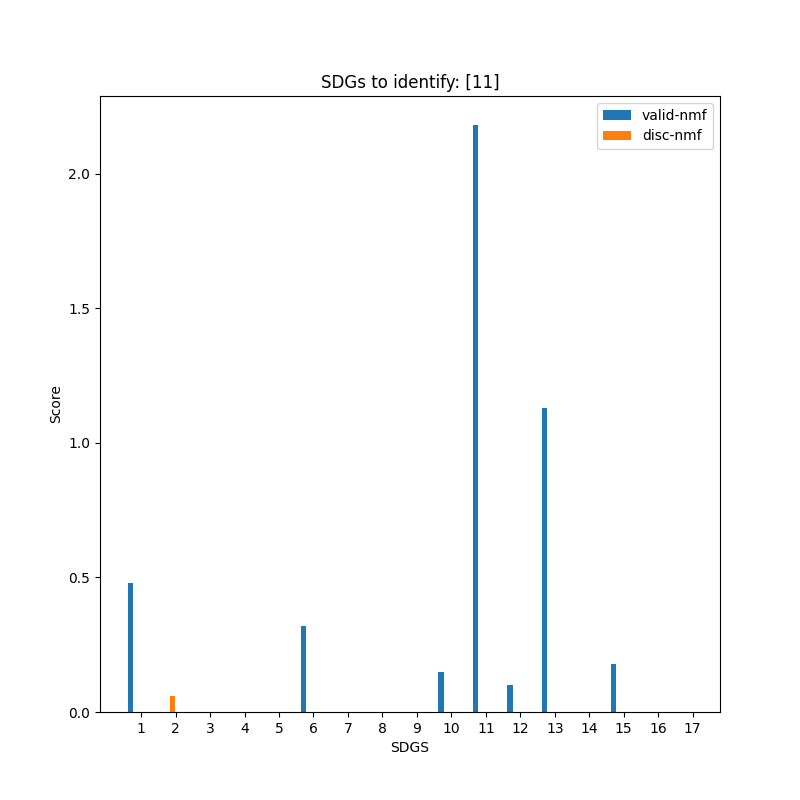 SDGs to identify: [11]
valid-nmf
disc-nmf
2.0
1.5
1.0
0.5
0.0
Score
1 2 3 4 5 6 7 8 9 10 11 12 13 14 15 16 17
SDGS